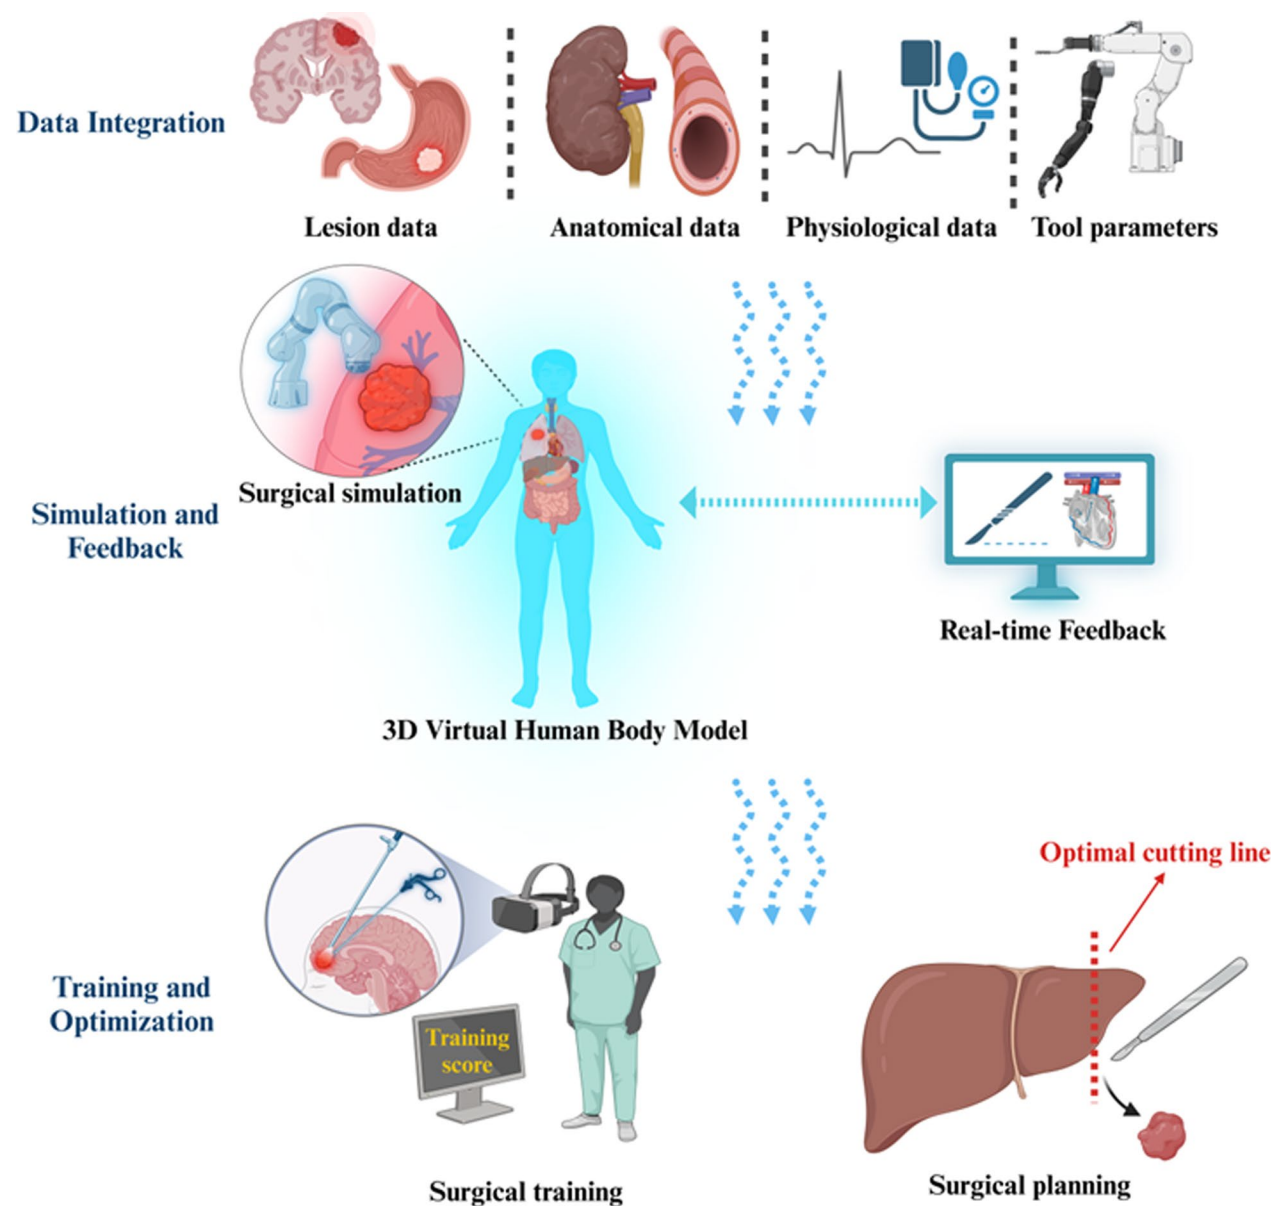 Data Integration
Lesion data
Anatomical data
Physiological data
Tool parameters
Surgical simulation
Simulation and
Feedback
Real-time Feedback
3D Virtual Human Body Model
Optimal cutting line
Training and
Optimization
Training
score
Surgical training
Surgical planning